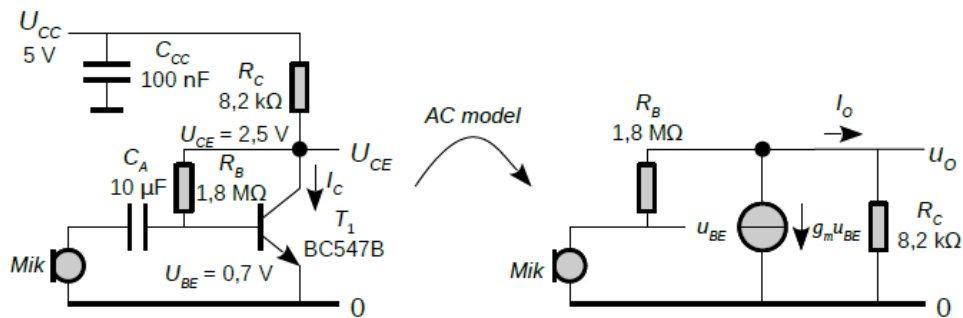 U_CC
5 V
C_CC
100 nF
R_C
8,2 kΩ
U_CE = 2,5 V
U_CE
C_A
10 µF
R_B
1,8 MΩ
I_C
T_1
BC547B
Mik
U_BE = 0,7 V
0
AC model
R_B
1,8 MΩ
I_O
u_O
u_BE
g_m u_BE
R_C
8,2 kΩ
Mik
0